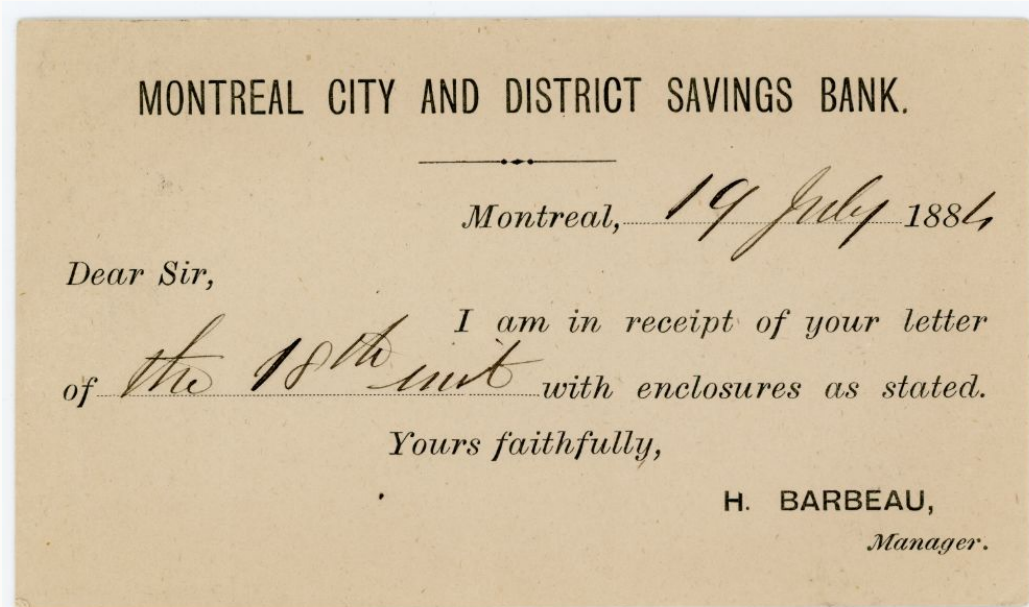 MONTREAL CITY AND DISTRICT SAVINGS BANK.
Montreal, 19 July 1884
Dear Sir,
I am in receipt of your letter
of the 18th inst with enclosures as stated.
Yours faithfully,
H. BARBEAU,
Manager.